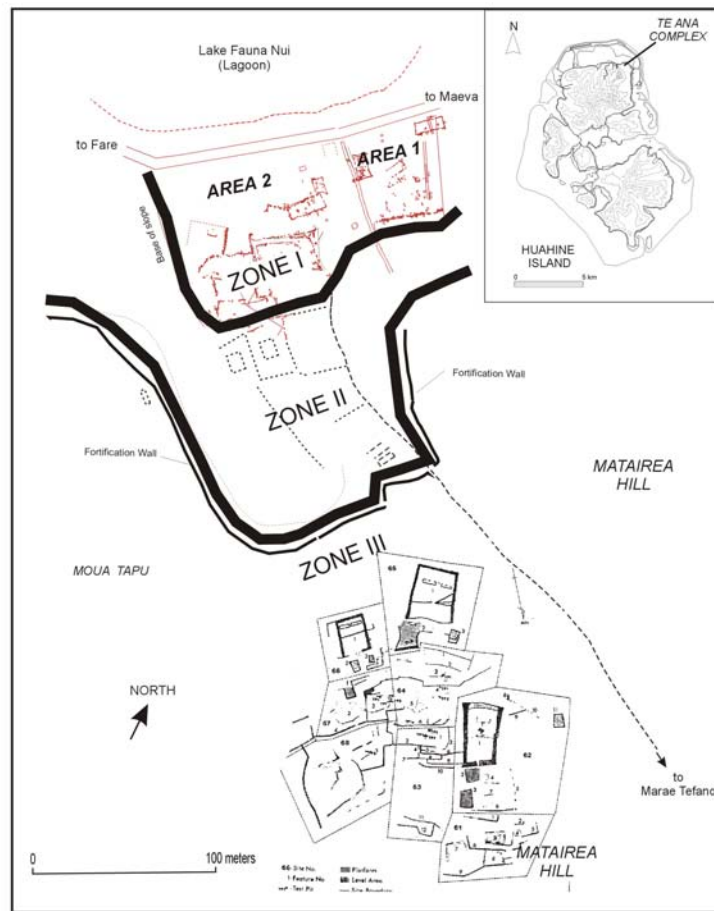 Lake Fauna Nui
(Lagoon)
to Maeva
to Fare
AREA 1
AREA 2
Base of slope
ZONE I
N
TE ANA
COMPLEX
HUAHINE
ISLAND
0 5 km
Fortification Wall
ZONE II
Fortification Wall
MATAIREA
HILL
ZONE III
MOUA TAPU
65
66
64
67
62
63
61
NORTH
to
Marae Tefano
0 100 meters
MATAIREA
HILL
66- Site No.
1 Feature No.
Test Pit
Platform
Level Area
Site Boundary